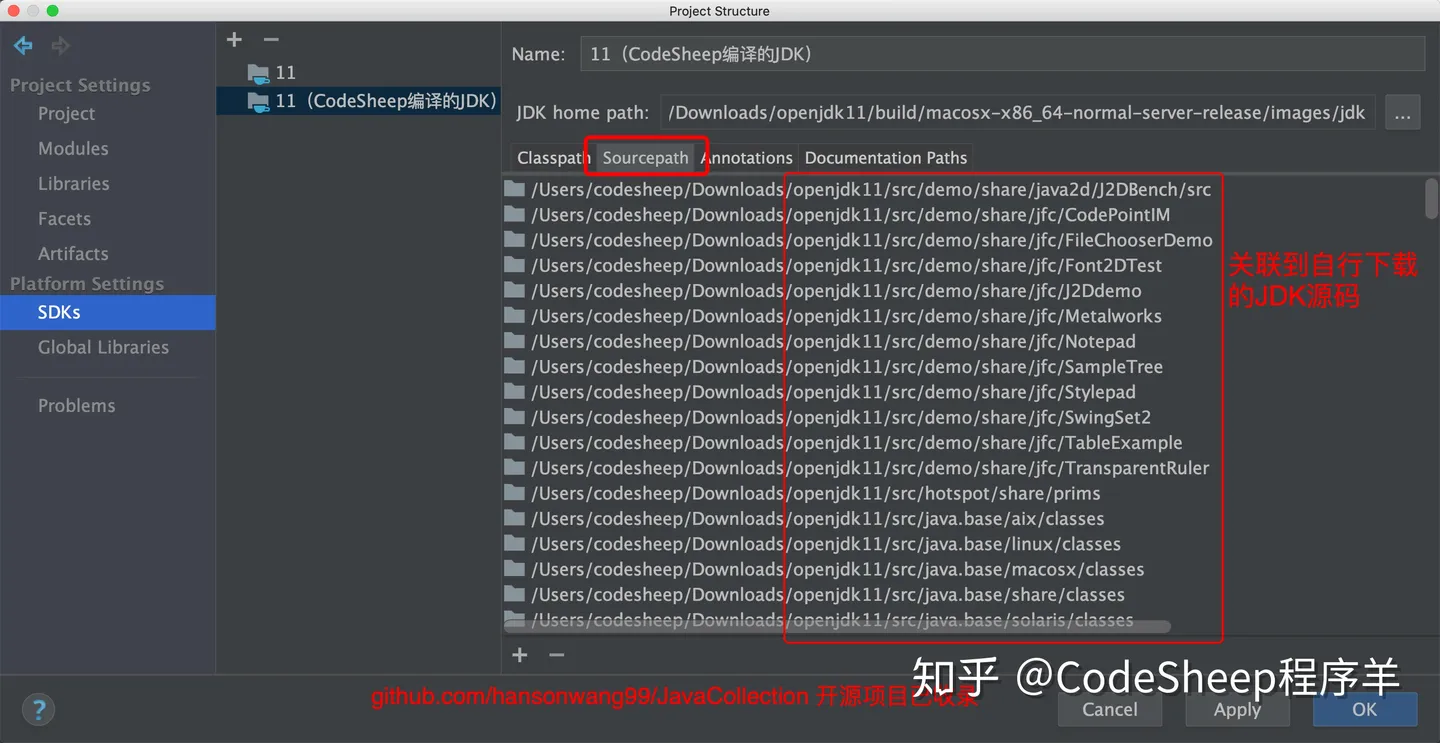 Project Structure
Project Settings
Project
Modules
Libraries
Facets
Artifacts
Platform Settings
SDKs
Global Libraries
Problems
11
11（CodeSheep编译的JDK）
Name: 11（CodeSheep编译的JDK）
JDK home path: /Downloads/openjdk11/build/macosx-x86_64-normal-server-release/images/jdk ...
Classpath Sourcepath Annotations Documentation Paths
/Users/codesheep/Downloads/openjdk11/src/demo/share/java2d/J2DBench/src
/Users/codesheep/Downloads/openjdk11/src/demo/share/jfc/CodePointIM
/Users/codesheep/Downloads/openjdk11/src/demo/share/jfc/FileChooserDemo
/Users/codesheep/Downloads/openjdk11/src/demo/share/jfc/Font2DTest
/Users/codesheep/Downloads/openjdk11/src/demo/share/jfc/J2Ddemo
/Users/codesheep/Downloads/openjdk11/src/demo/share/jfc/Metalworks
/Users/codesheep/Downloads/openjdk11/src/demo/share/jfc/Notepad
/Users/codesheep/Downloads/openjdk11/src/demo/share/jfc/SampleTree
/Users/codesheep/Downloads/openjdk11/src/demo/share/jfc/Stylepad
/Users/codesheep/Downloads/openjdk11/src/demo/share/jfc/SwingSet2
/Users/codesheep/Downloads/openjdk11/src/demo/share/jfc/TableExample
/Users/codesheep/Downloads/openjdk11/src/demo/share/jfc/TransparentRuler
/Users/codesheep/Downloads/openjdk11/src/hotspot/share/prims
/Users/codesheep/Downloads/openjdk11/src/java.base/aix/classes
/Users/codesheep/Downloads/openjdk11/src/java.base/linux/classes
/Users/codesheep/Downloads/openjdk11/src/java.base/macosx/classes
/Users/codesheep/Downloads/openjdk11/src/java.base/share/classes
/Users/codesheep/Downloads/openjdk11/src/java.base/solaris/classes
关联到自行下载
的JDK源码
知乎 @CodeSheep程序羊
github.com/hansonwang99/JavaCollection 开源项目已收录
?
Cancel Apply OK